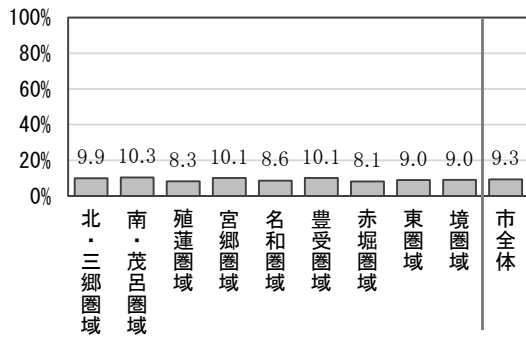 100%
80%
60%
40%
20%
0%
9.9 10.3 8.3 10.1 8.6 10.1 8.1 9.0 9.0 9.3
北・三郷圏域
南・茂呂圏域
殖蓮圏域
宮郷圏域
名和圏域
豊受圏域
赤堀圏域
東圏域
境圏域
市全体